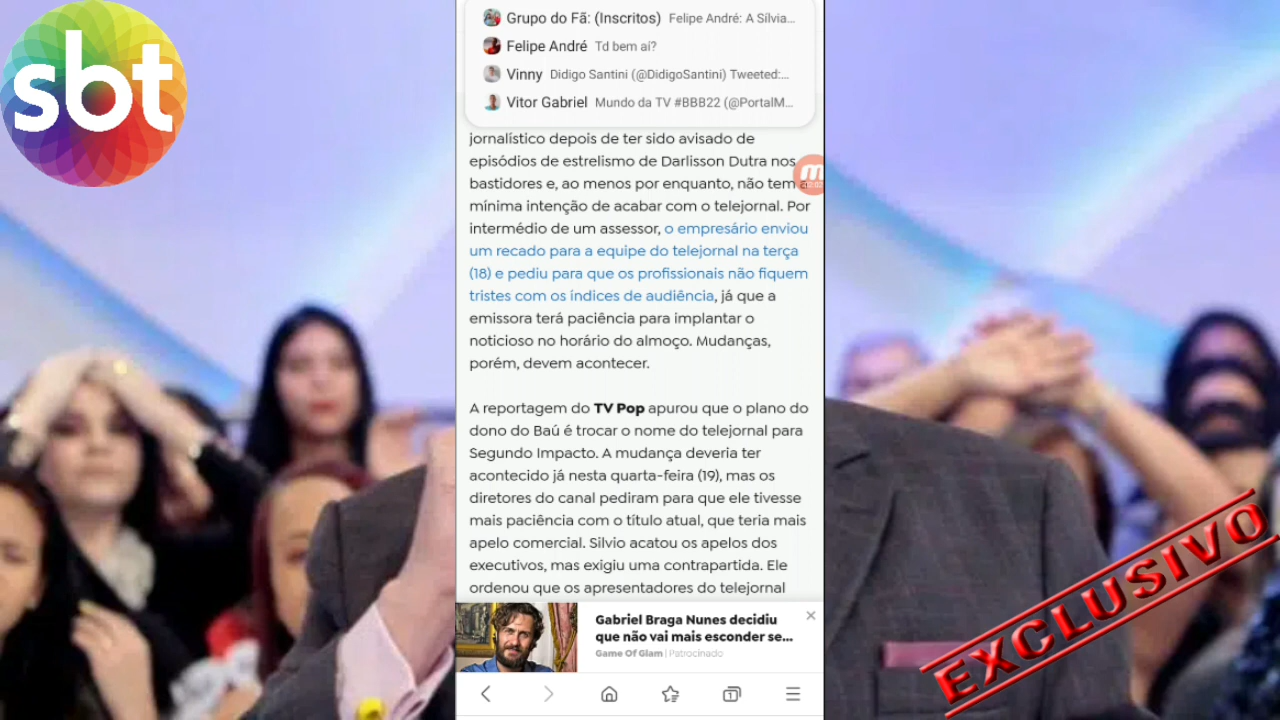 sbt
Grupo do Fã: (Inscritos) Felipe André: A Sílvia...
Felipe André Td bem aí?
Vinny Didigo Santini (@DidigoSantini) Tweeted:...
Vitor Gabriel Mundo da TV #BBB22 (@PortalM...
jornalístico depois de ter sido avisado de
episódios de estrelismo de Darlisson Dutra nos
bastidores e, ao menos por enquanto, não tem a
mínima intenção de acabar com o telejornal. Por
intermédio de um assessor, o empresário enviou
um recado para a equipe do telejornal na terça
(18) e pediu para que os profissionais não fiquem
tristes com os índices de audiência, já que a
emissora terá paciência para implantar o
noticioso no horário do almoço. Mudanças,
porém, devem acontecer.
A reportagem do TV Pop apurou que o plano do
dono do Baú é trocar o nome do telejornal para
Segundo Impacto. A mudança deveria ter
acontecido já nesta quarta-feira (19), mas os
diretores do canal pediram para que ele tivesse
mais paciência com o título atual, que teria mais
apelo comercial. Silvio acatou os apelos dos
executivos, mas exigiu uma contrapartida. Ele
ordenou que os apresentadores do telejornal
Gabriel Braga Nunes decidiu
que não vai mais esconder se...
Game Of Glam | Patrocinado
1
EXCLUSIVO